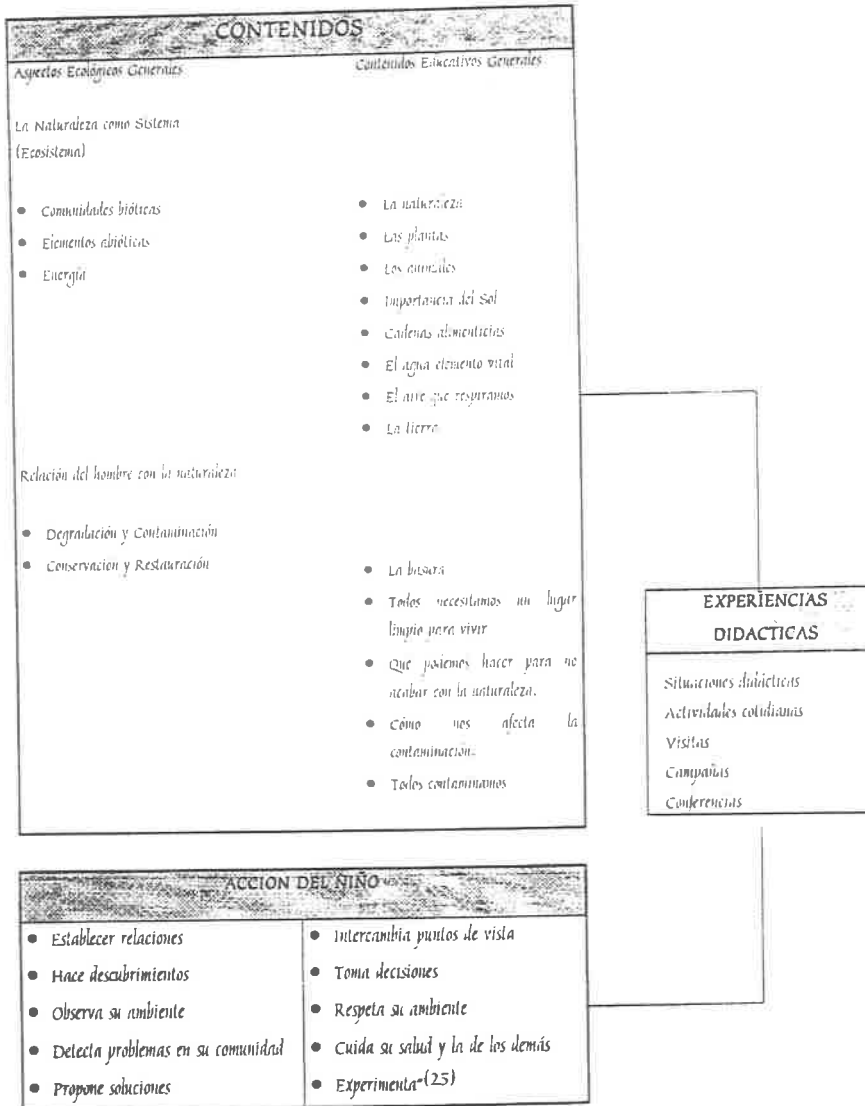 CONTENIDOS
Aspectos Ecológicos Generales
La Naturaleza como Sistema
(Ecosistema)
• Comunidades bióticas
• Elementos abióticas
• Energía
Relación del hombre con la naturaleza
• Degradación y Contaminación
• Conservacion y Restauración
Contenidos Educativos Generales
• La naturaleza
• Las plantas
• Los animales
• Importancia del Sol
• Cadenas alimenticias
• El agua elemento vital
• El aire que respiramos
• La tierra
• La basura
• Todos necesitamos un lugar
limpio para vivir
• Que podemos hacer para no
acabar con la naturaleza.
• Cómo nos afecta la
contaminación.
• Todos contaminamos
EXPERIENCIAS
DIDACTICAS
Situaciones didácticas
Actividades cotidianas
Visitas
Campañas
Conferencias
ACCION DEL NIÑO
• Establecer relaciones
• Hace descubrimientos
• Observa su ambiente
• Detecta problemas en su comunidad
• Propone soluciones
• Intercambia puntos de vista
• Toma decisiones
• Respeta su ambiente
• Cuida su salud y la de los demás
• Experimenta"(25)